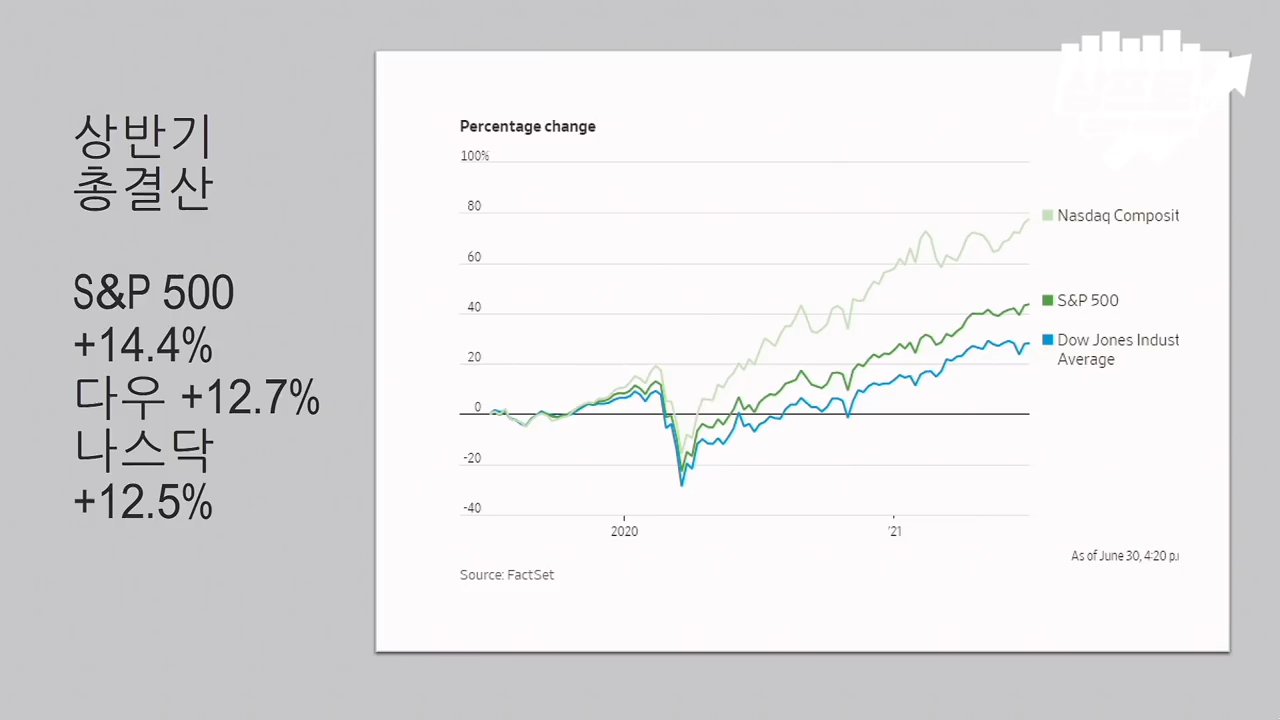 상반기
총결산
S&P 500
+14.4%
다우 +12.7%
나스닥
+12.5%
Percentage change
100%
80
60
40
20
0
-20
-40
2020
'21
Nasdaq Composit
S&P 500
Dow Jones Indust
Average
As of June 30, 4:20 p.
Source: FactSet